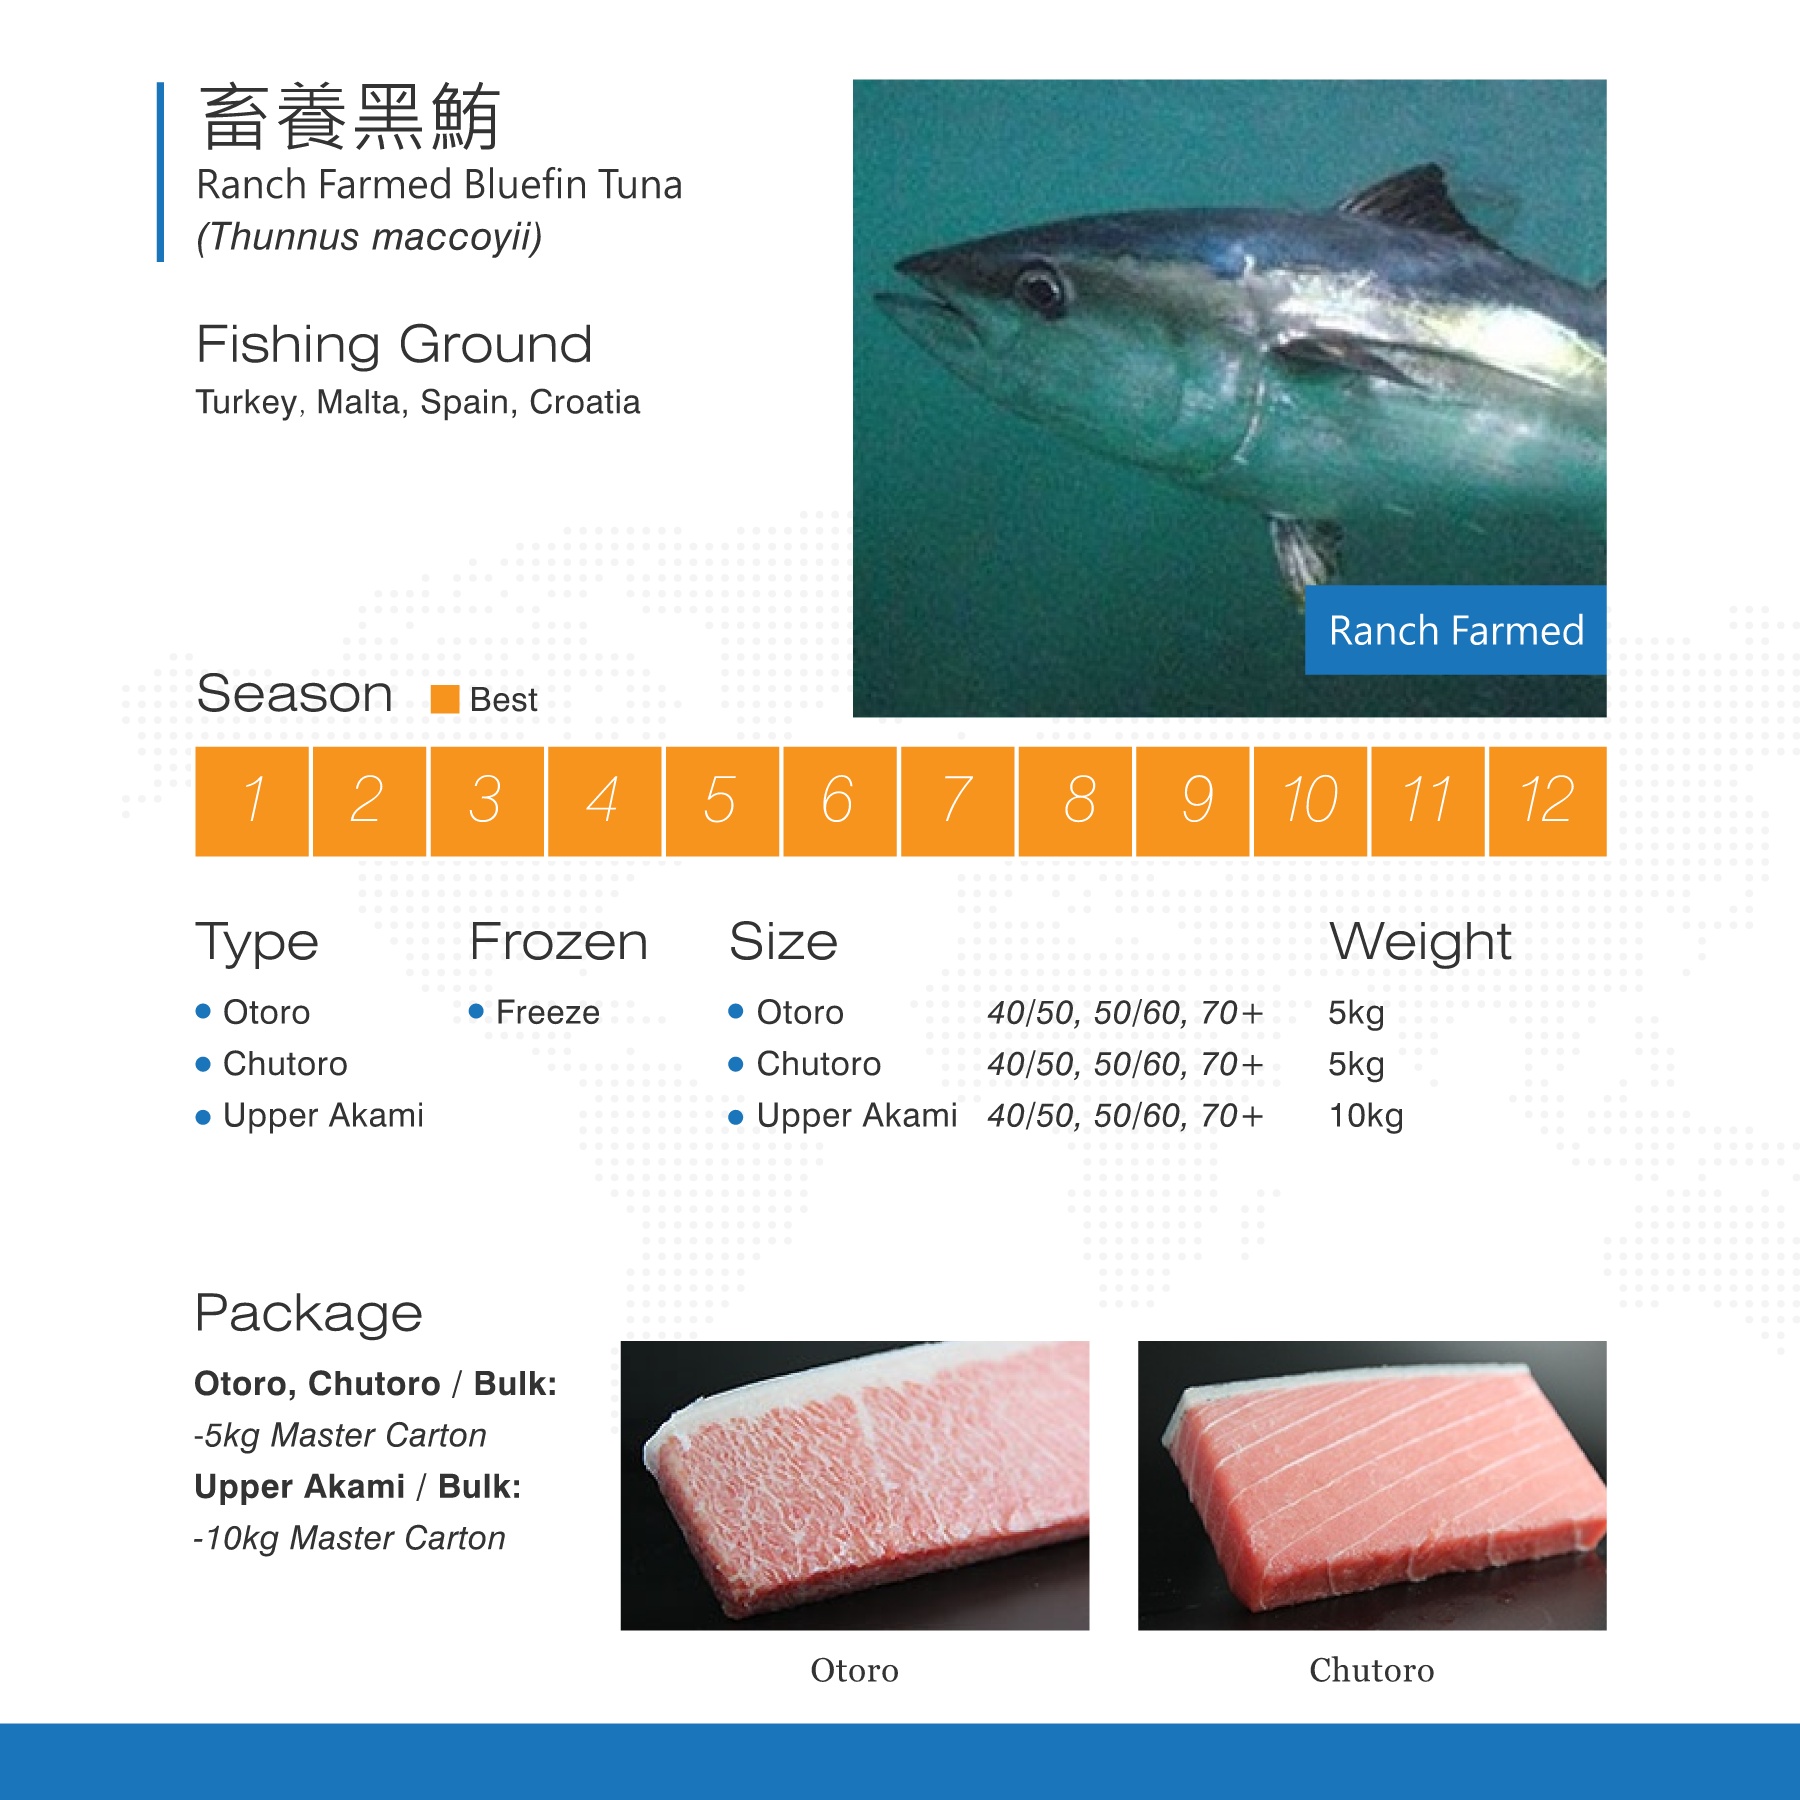 畜養黑鮪
Ranch Farmed Bluefin Tuna
(Thunnus maccoyii)
Fishing Ground
Turkey, Malta, Spain, Croatia
Ranch Farmed
Season Best
1 2 3 4 5 6 7 8 9 10 11 12
Type Frozen Size Weight
• Otoro • Freeze • Otoro 40/50, 50/60, 70+ 5kg
• Chutoro • Chutoro 40/50, 50/60, 70+ 5kg
• Upper Akami • Upper Akami 40/50, 50/60, 70+ 10kg
Package
Otoro, Chutoro / Bulk:
-5kg Master Carton
Upper Akami / Bulk:
-10kg Master Carton
Otoro Chutoro